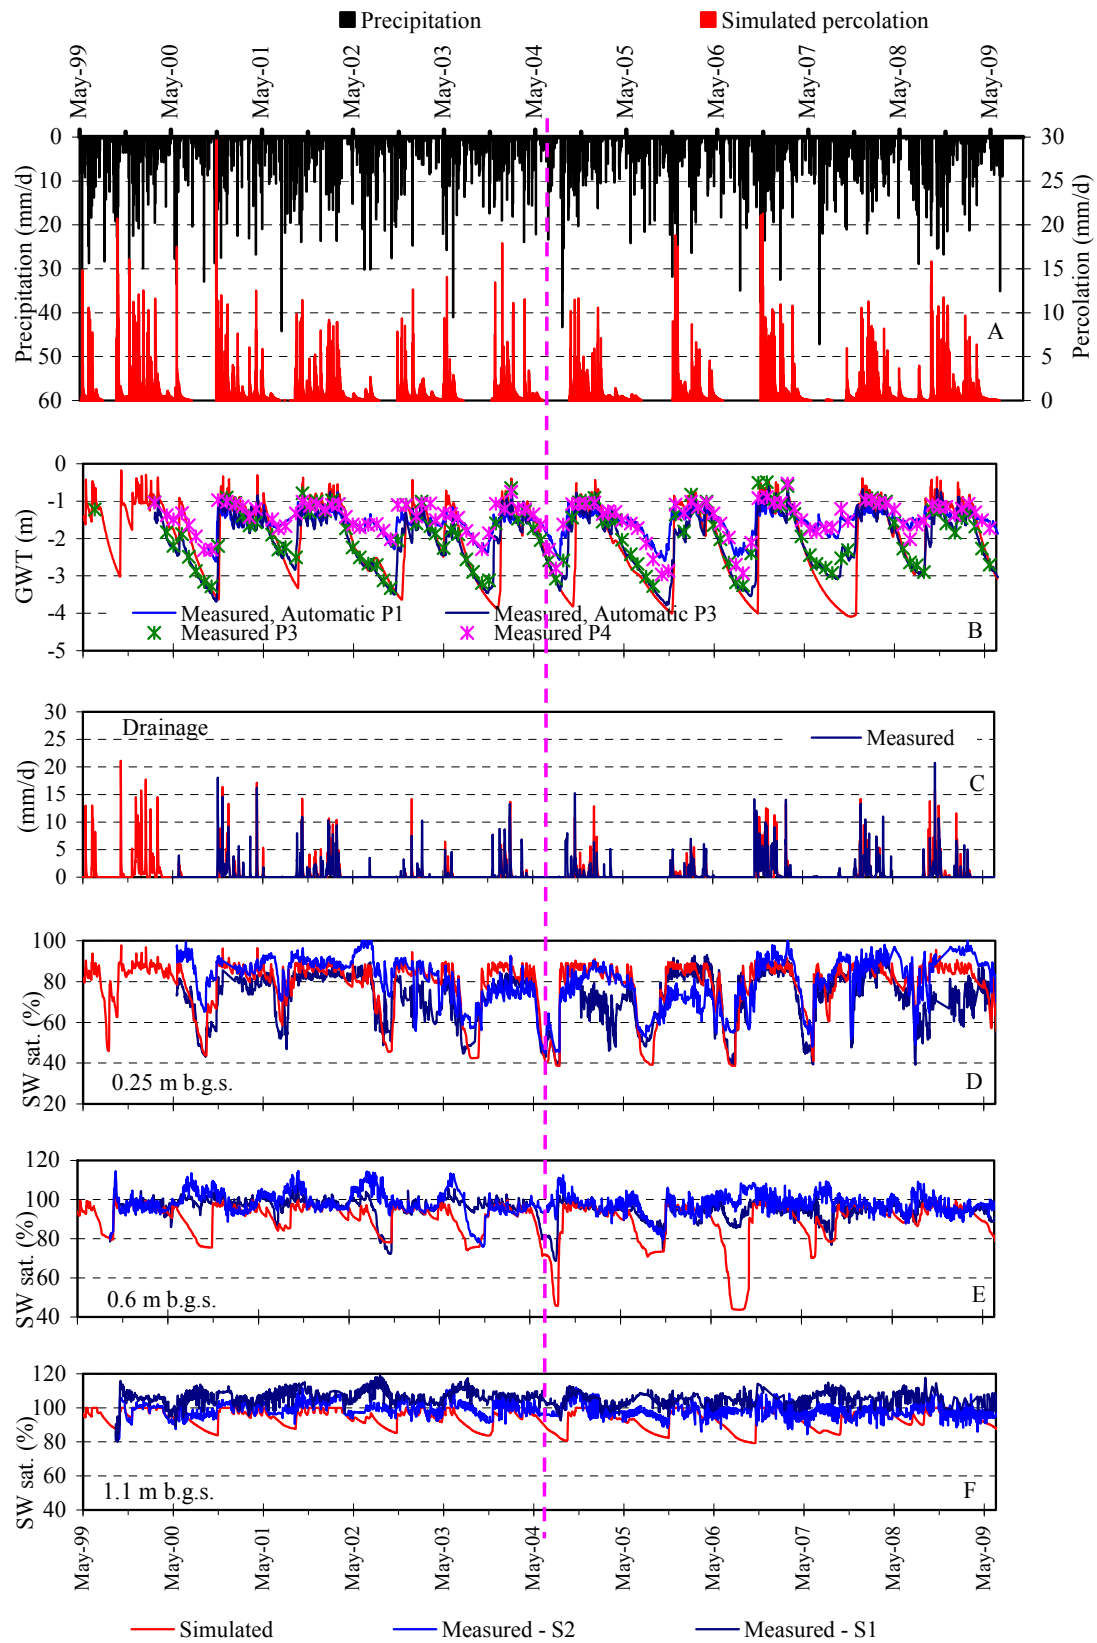 Precipitation Simulated percolation
May-99 May-00 May-01 May-02 May-03 May-04 May-05 May-06 May-07 May-08 May-09
Precipitation (mm/d)
0
10
20
30
40
50
60
30
25
20
15
10
5
0
Percolation (mm/d)
A
GWT (m)
0
-1
-2
-3
-4
-5
Measured, Automatic P1 Measured, Automatic P3
Measured P3 Measured P4
B
(mm/d)
30
25
20
15
10
5
0
Drainage
Measured
C
SW sat. (%)
100
80
60
40
20
0.25 m b.g.s.
D
SW sat. (%)
120
100
80
60
40
0.6 m b.g.s.
E
SW sat. (%)
120
100
80
60
40
1.1 m b.g.s.
F
May-99 May-00 May-01 May-02 May-03 May-04 May-05 May-06 May-07 May-08 May-09
Simulated Measured - S2 Measured - S1